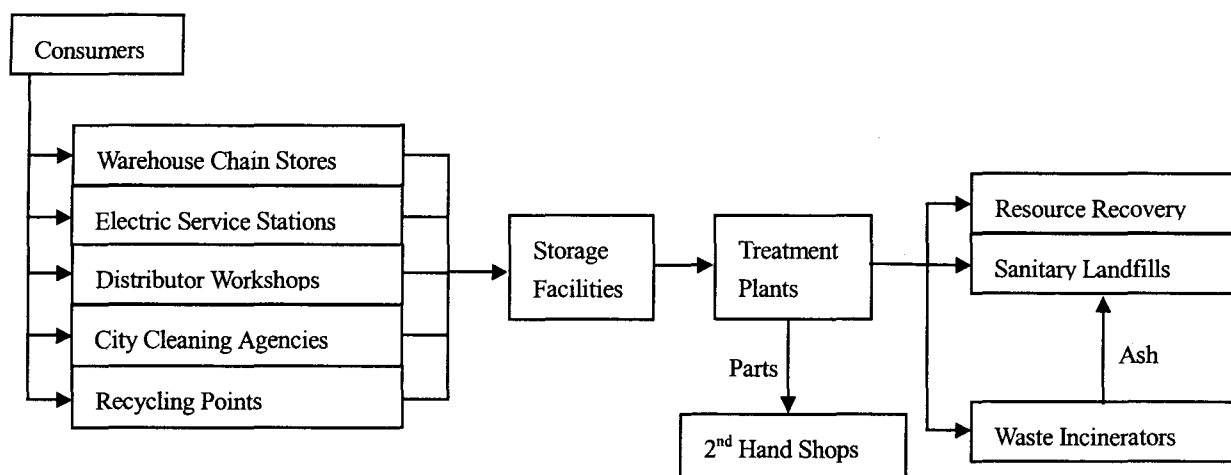 Consumers
Warehouse Chain Stores
Electric Service Stations
Distributor Workshops
City Cleaning Agencies
Recycling Points
Storage
Facilities
Treatment
Plants
Parts
2nd Hand Shops
Resource Recovery
Sanitary Landfills
Ash
Waste Incinerators